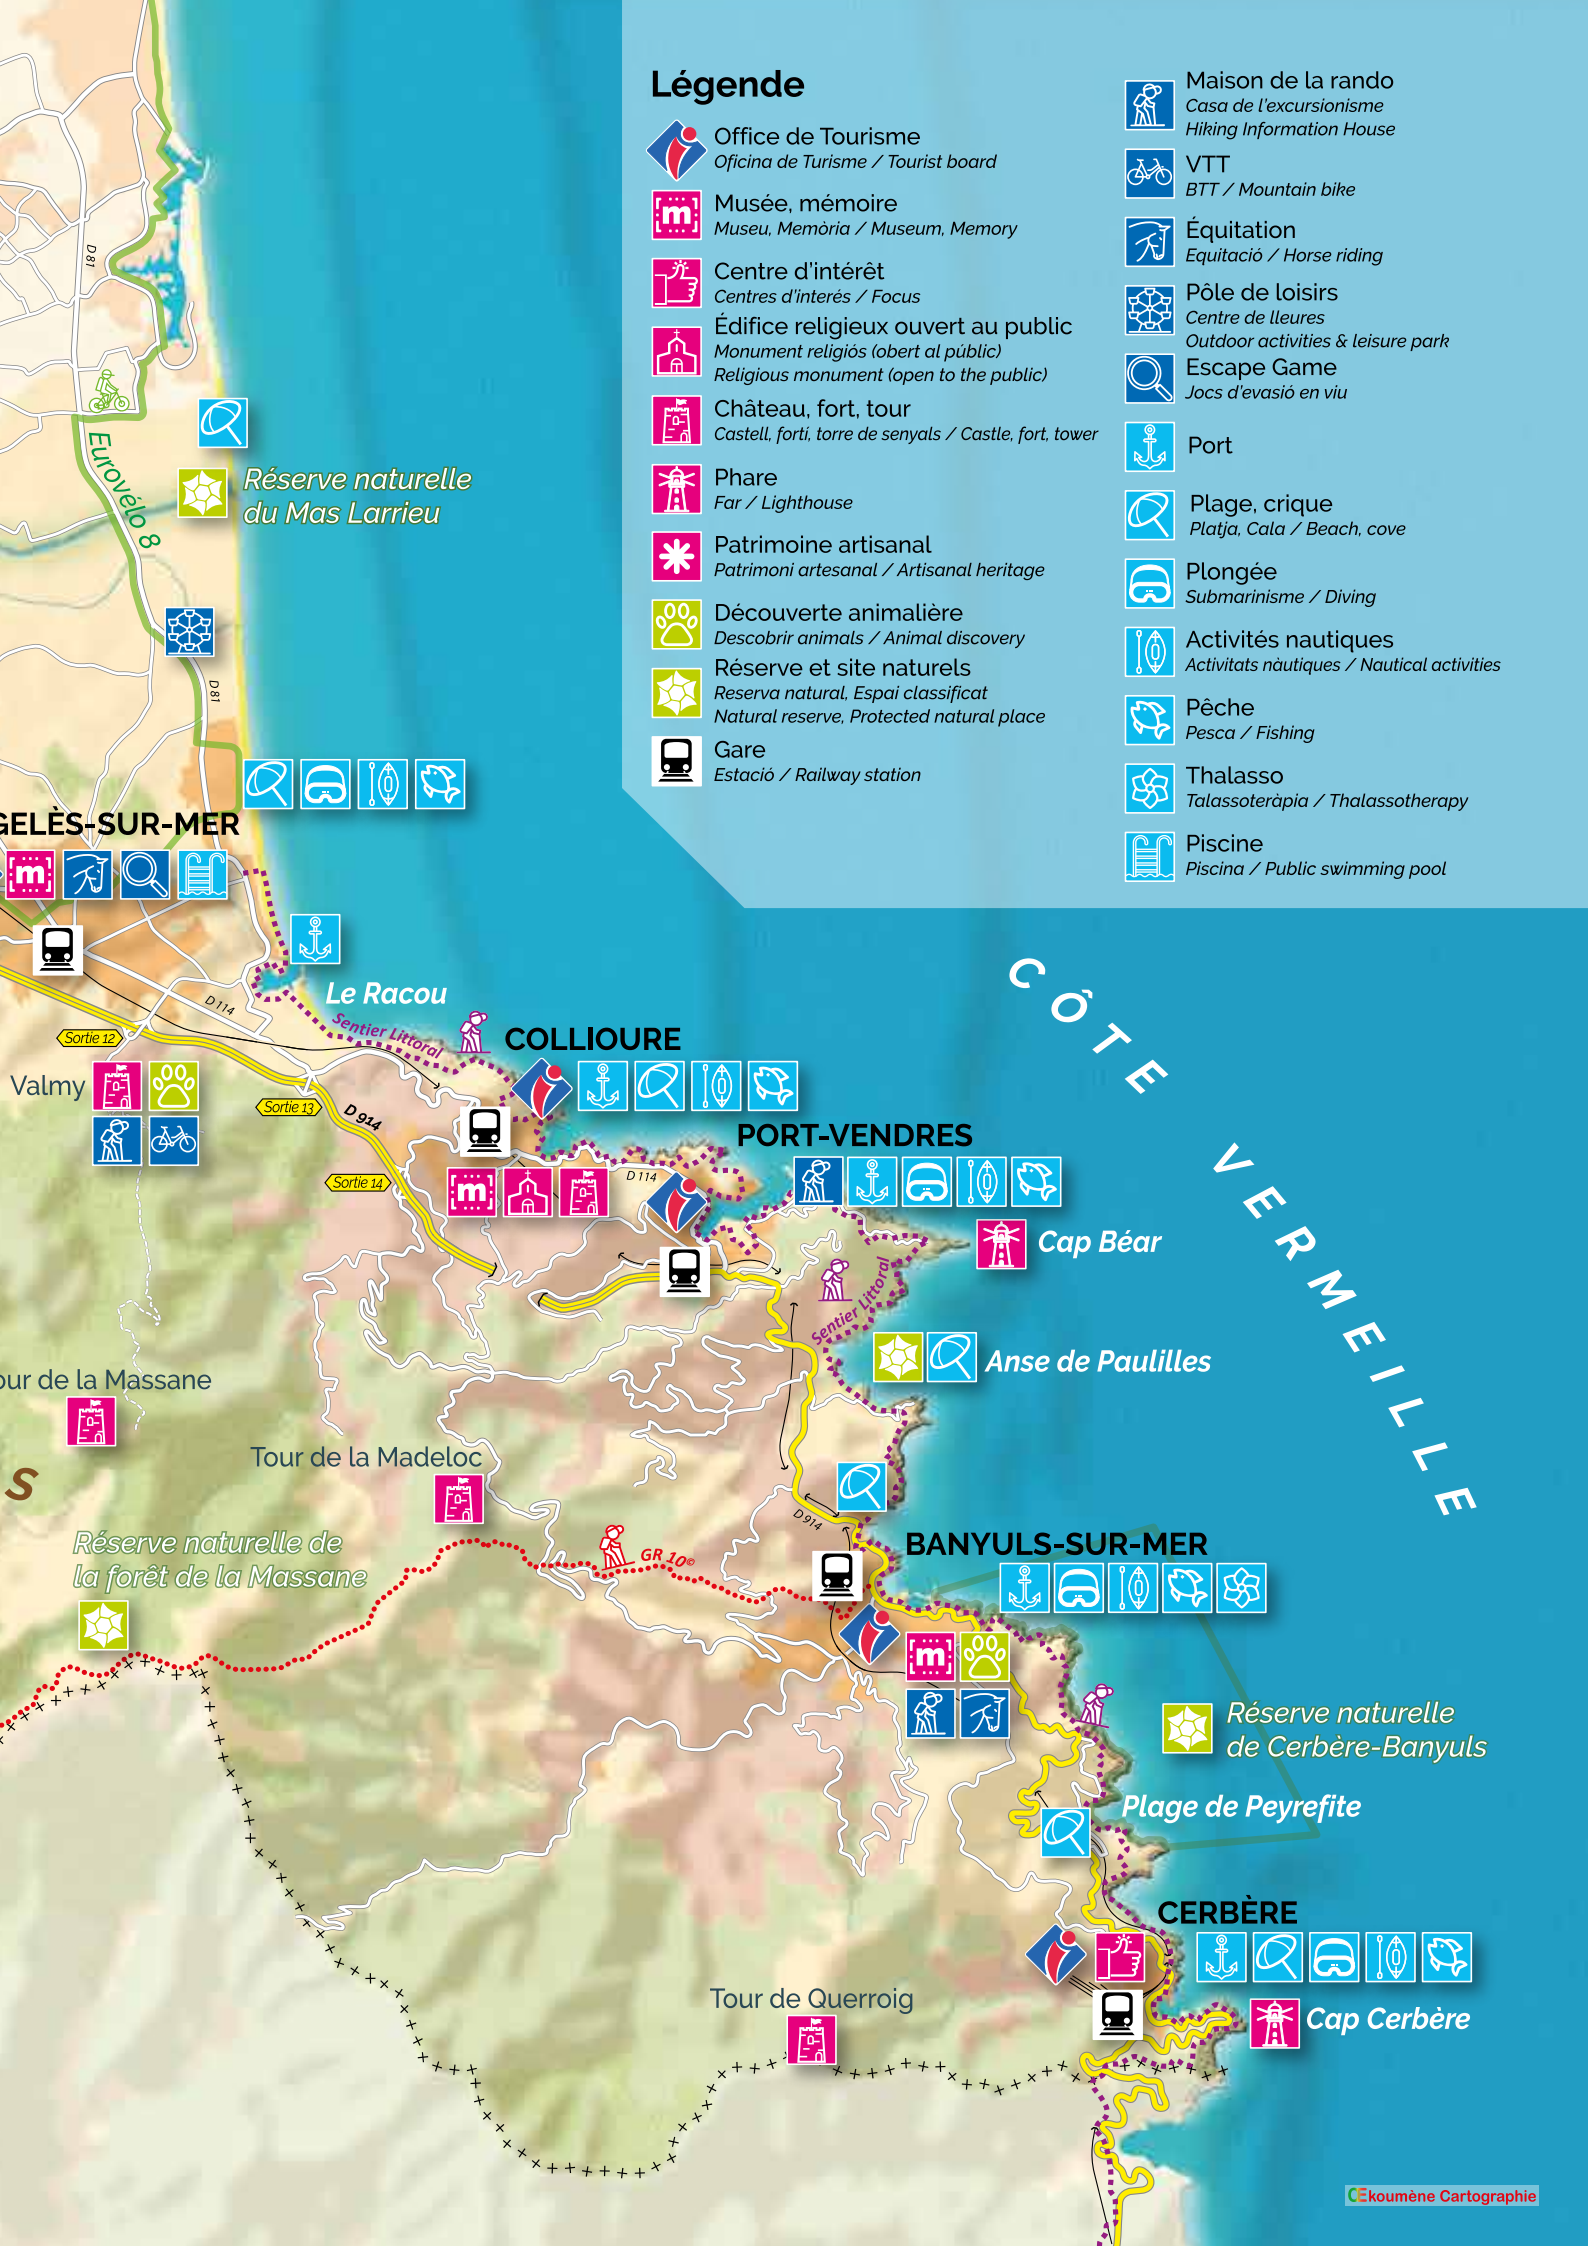 Légende
Office de Tourisme
Oficina de Turisme / Tourist board
Musée, mémoire
Museu, Memòria / Museum, Memory
Centre d'intérêt
Centres d'interés / Focus
Édifice religieux ouvert au public
Monument religiós (obert al públic)
Religious monument (open to the public)
Château, fort, tour
Castell, fortí, torre de senyals / Castle, fort, tower
Phare
Far / Lighthouse
Patrimoine artisanal
Patrimoni artesanal / Artisanal heritage
Découverte animalière
Descobrir animals / Animal discovery
Réserve et site naturels
Reserva natural, Espai classificat
Natural reserve, Protected natural place
Gare
Estació / Railway station
Maison de la rando
Casa de l'excursionisme
Hiking Information House
VTT
BTT / Mountain bike
Équitation
Equitació / Horse riding
Pôle de loisirs
Centre de lleures
Outdoor activities & leisure park
Escape Game
Jocs d'evasió en viu
Port
Plage, crique
Platja, Cala / Beach, cove
Plongée
Submarinisme / Diving
Activités nautiques
Activitats nàutiques / Nautical activities
Pêche
Pesca / Fishing
Thalasso
Talassoteràpia / Thalassotherapy
Piscine
Piscina / Public swimming pool
D 81
Eurovélo 8
Réserve naturelle
du Mas Larrieu
D 81
GELÈS-SUR-MER
m
Le Racou
D 114
Sentier Littoral
Sortie 12
COLLIOURE
Valmy
Sortie 13
D 914
Sortie 14
m
D 114
PORT-VENDRES
Cap Béar
Sentier Littoral
Anse de Paulilles
CÔTE VERMEILLE
our de la Massane
Tour de la Madeloc
S
D 914
Réserve naturelle de
la forêt de la Massane
GR 10©
BANYULS-SUR-MER
m
Réserve naturelle
de Cerbère-Banyuls
Plage de Peyrefite
CERBÈRE
Tour de Querroig
Cap Cerbère
Œkoumène Cartographie